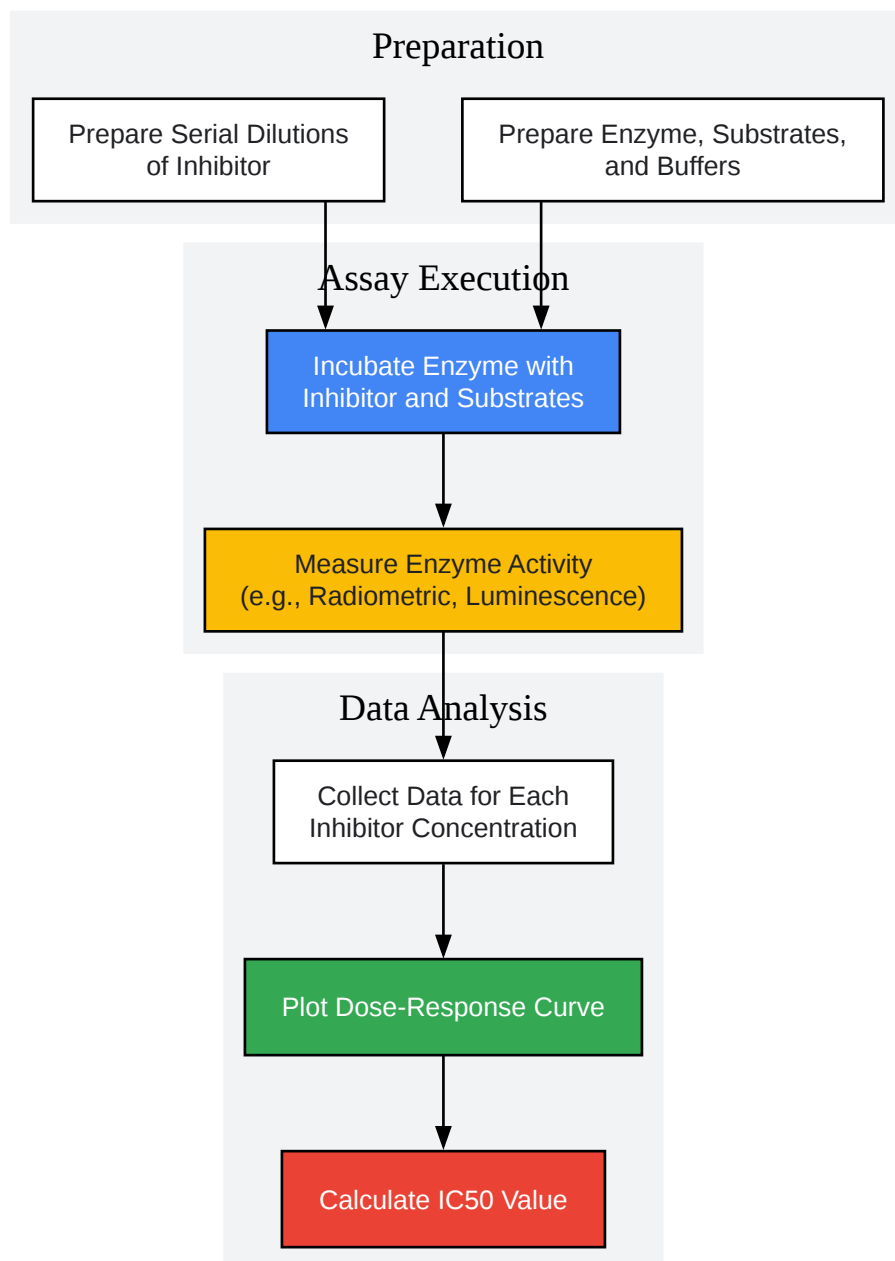 Preparation
Prepare Serial Dilutions
of Inhibitor
Prepare Enzyme, Substrates,
and Buffers
Assay Execution
Incubate Enzyme with
Inhibitor and Substrates
Measure Enzyme Activity
(e.g., Radiometric, Luminescence)
Data Analysis
Collect Data for Each
Inhibitor Concentration
Plot Dose-Response Curve
Calculate IC50 Value